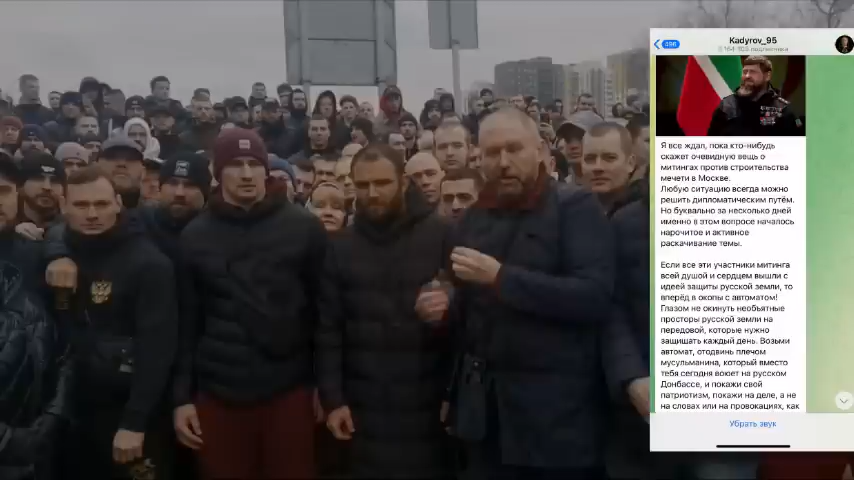 Kadyrov_95
496
Я все ждал, пока кто-нибудь
скажет очевидную вещь о
митингах против строительства
мечети в Москве.
Любую ситуацию всегда можно
решить дипломатическим путём.
Но буквально за несколько дней
именно в этом вопросе началось
нарочитое и активное
раскачивание темы.
Если все эти участники митинга
всей душой и сердцем вышли с
идеей защиты русской земли, то
вперёд в окопы с автоматом!
Глазом не окинуть необъятные
просторы русской земли на
передовой, которые нужно
защищать каждый день. Возьми
автомат, отодвинь плечом
мусульманина, который вместо
тебя сегодня воюет на русском
Донбассе, и покажи свой
патриотизм, покажи на деле, а не
на словах или на провокациях, как
Убрать звук